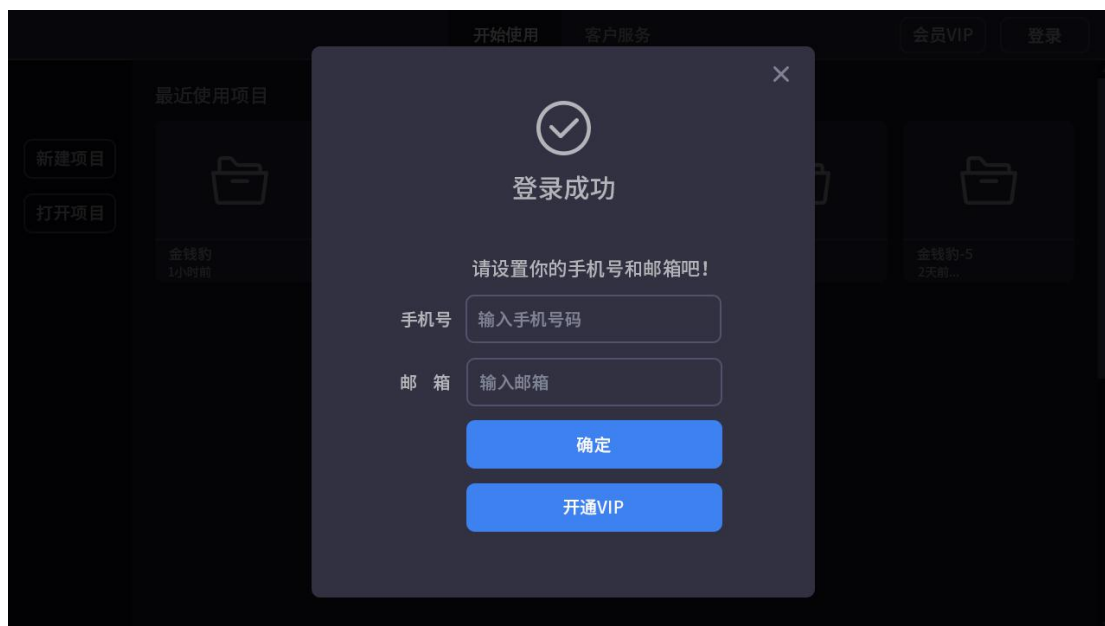 开始使用 客户服务 会员VIP 登录
最近使用项目
新建项目
打开项目
金钱豹
1小时前
金钱豹-5
2天前...
登录成功
请设置你的手机号和邮箱吧!
手机号 输入手机号码
邮 箱 输入邮箱
确定
开通VIP